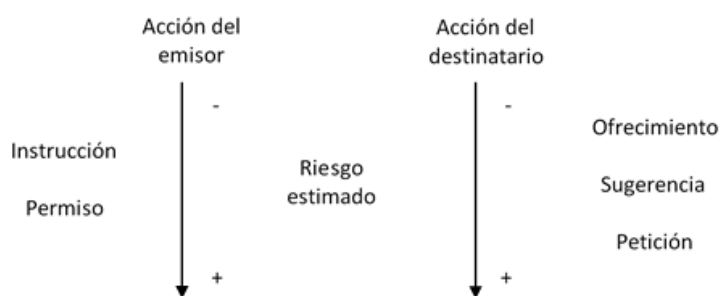 Acción del
emisor
Acción del
destinatario
-
-
Ofrecimiento
Instrucción
Riesgo
estimado
Sugerencia
Permiso
Petición
+
+